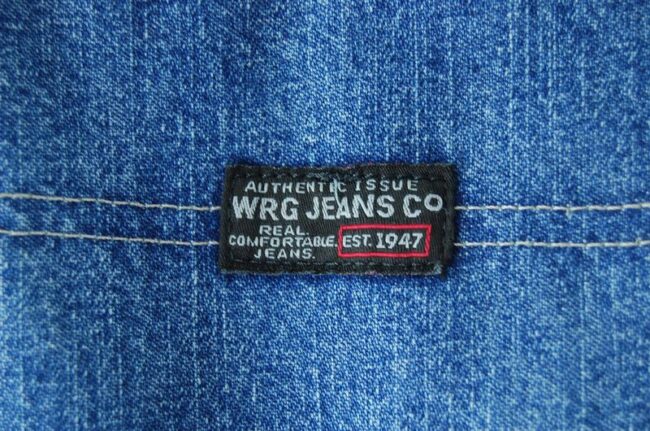 AUTHENTIC ISSUE
WRG JEANS CO
REAL.
COMFORTABLE.
JEANS.
EST. 1947